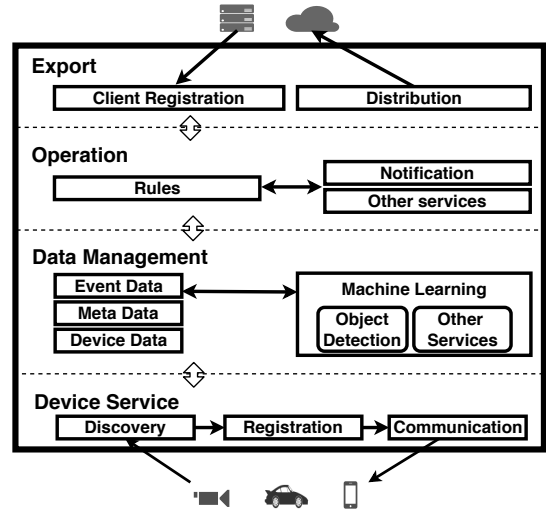 Export
Client Registration
Distribution
Operation
Rules
Notification
Other services
Data Management
Event Data
Meta Data
Device Data
Machine Learning
Object
Detection
Other
Services
Device Service
Discovery
Registration
Communication